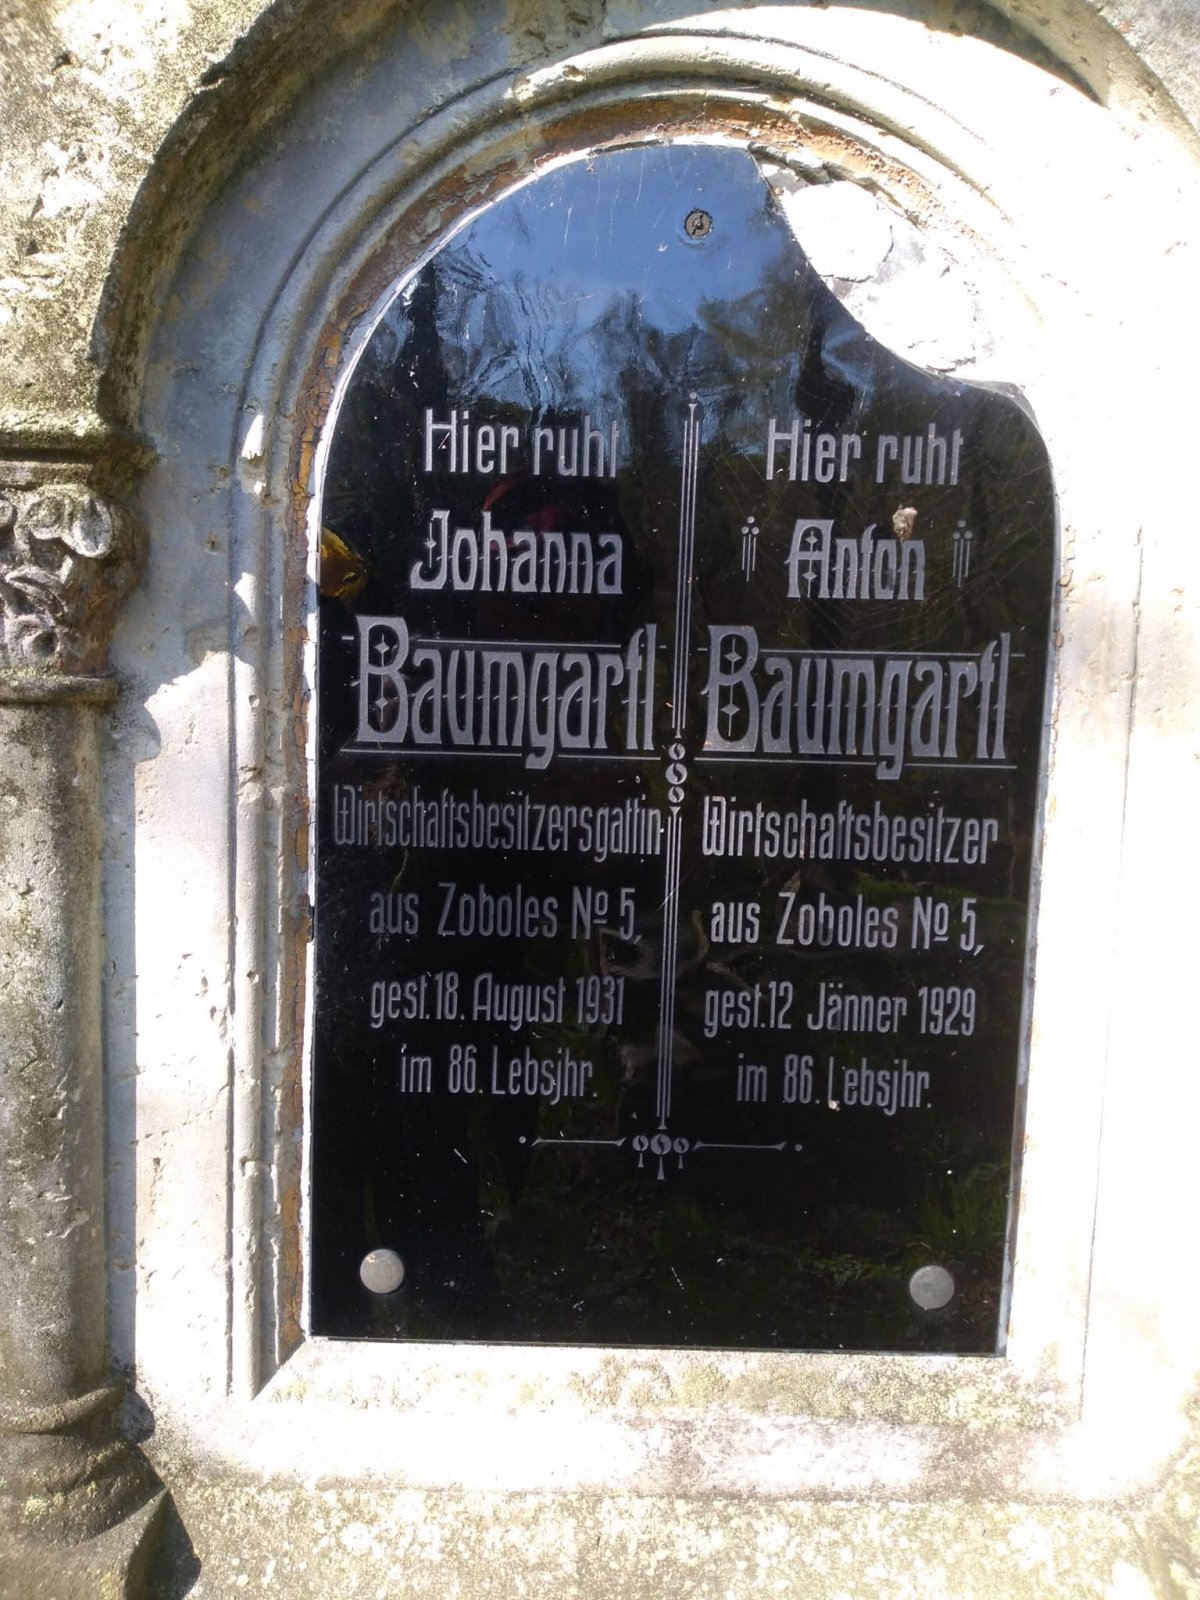 Hier ruht
Johanna
Baumgartl
Wirtschaftsbesitzersgattin
aus Zoboles No 5,
gest. 18. August 1931
im 86. Lebsjhr.
Hier ruht
Anton
Baumgartl
Wirtschaftsbesitzer
aus Zoboles No 5,
gest. 12 Jänner 1929
im 86. Lebsjhr.